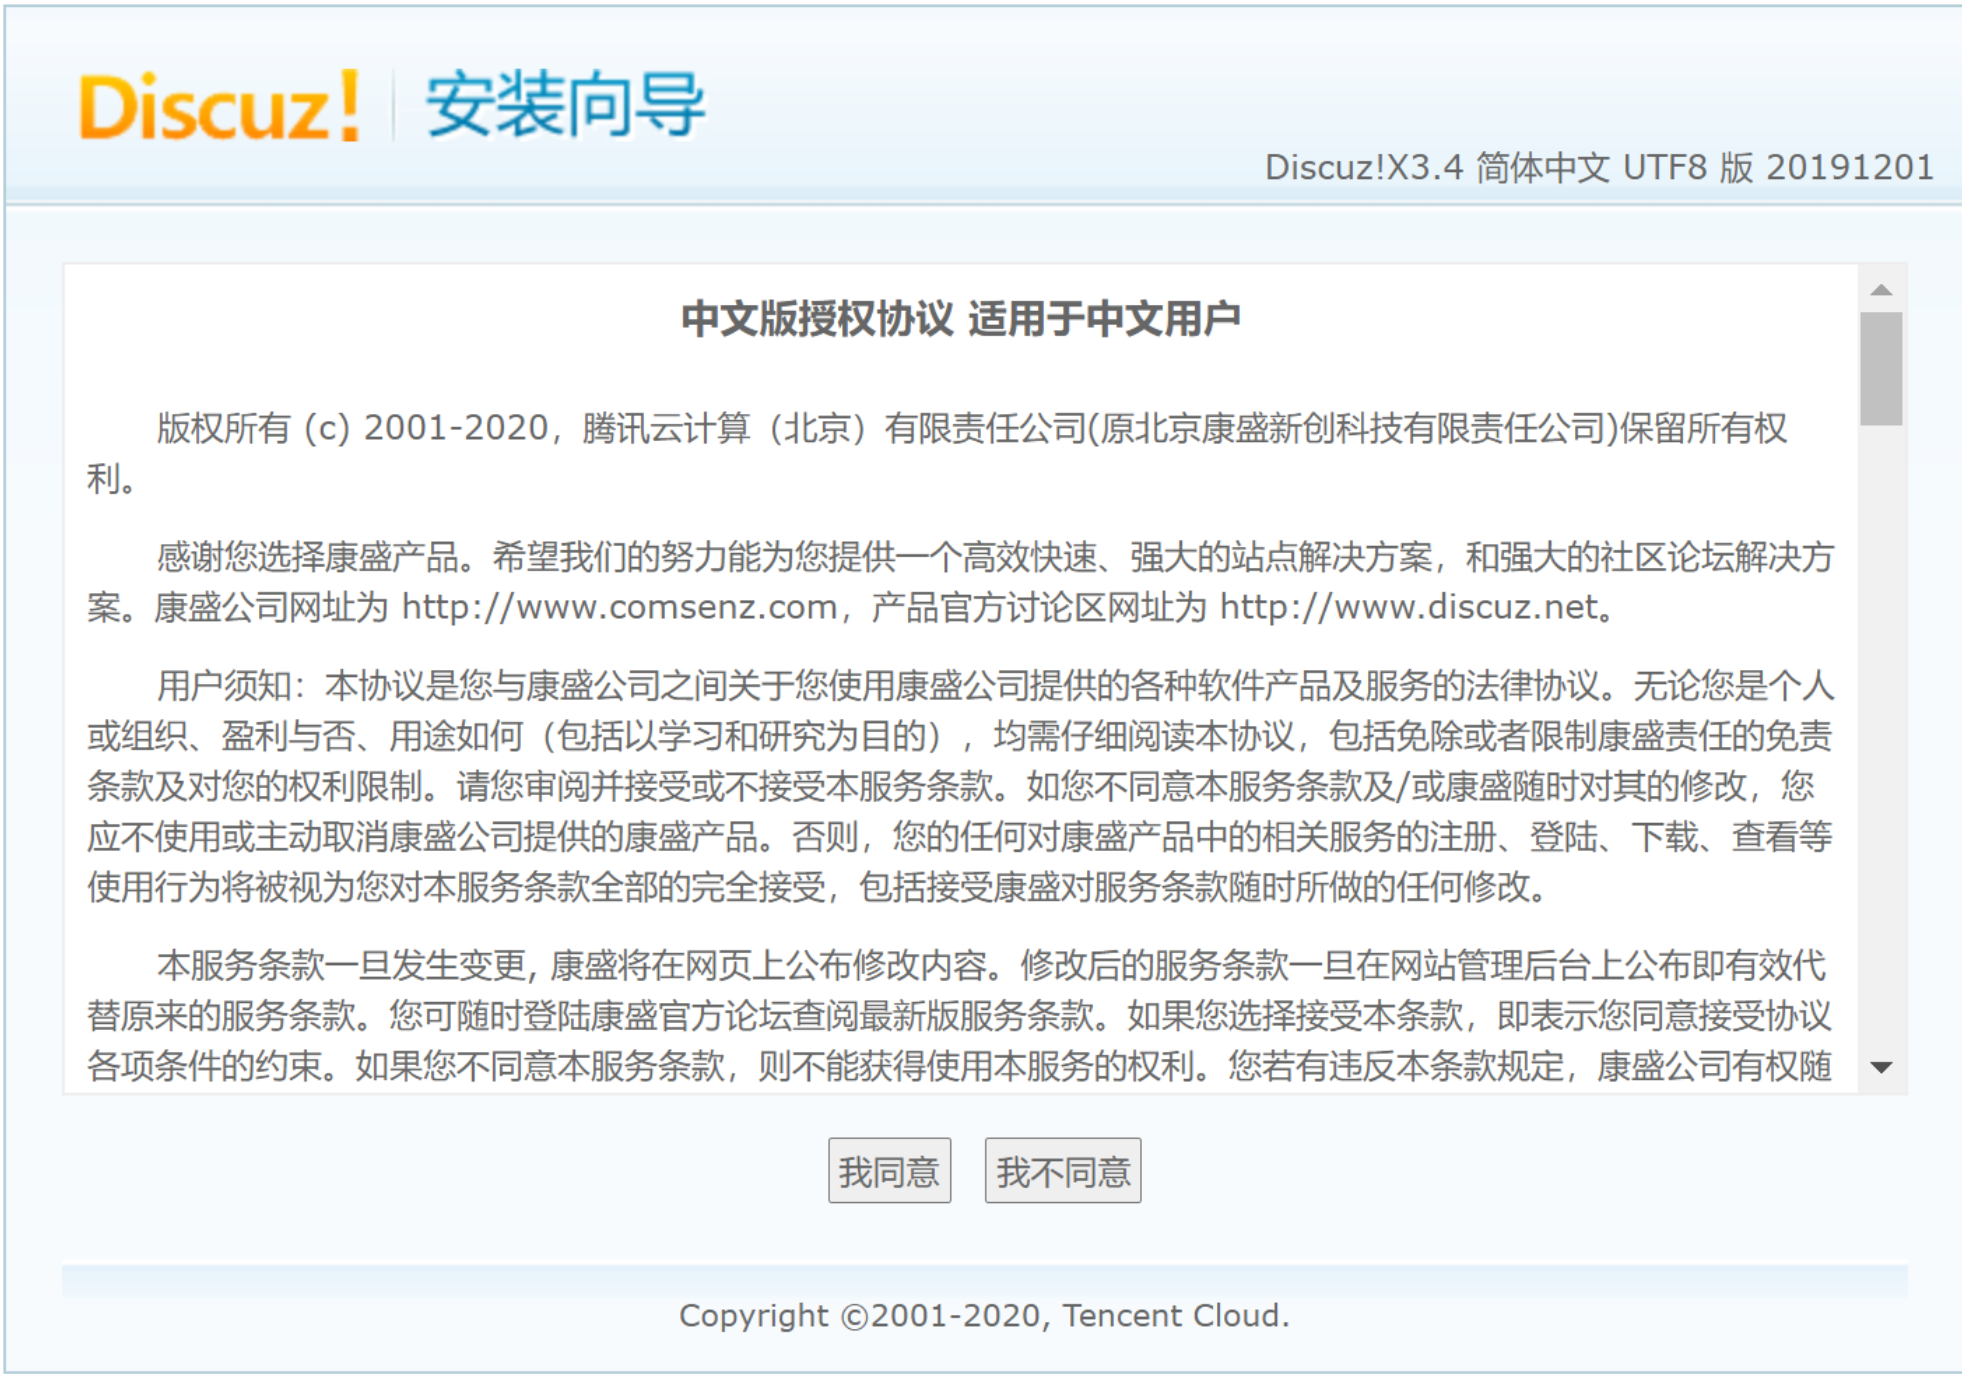 Discuz! 安装向导
Discuz!X3.4 简体中文 UTF8 版 20191201
中文版授权协议 适用于中文用户
版权所有 (c) 2001-2020，腾讯云计算（北京）有限责任公司(原北京康盛新创科技有限责任公司)保留所有权
利。
感谢您选择康盛产品。希望我们的努力能为您提供一个高效快速、强大的站点解决方案，和强大的社区论坛解决方
案。康盛公司网址为 http://www.comsenz.com，产品官方讨论区网址为 http://www.discuz.net。
用户须知：本协议是您与康盛公司之间关于您使用康盛公司提供的各种软件产品及服务的法律协议。无论您是个人
或组织、盈利与否、用途如何（包括以学习和研究为目的），均需仔细阅读本协议，包括免除或者限制康盛责任的免责
条款及对您的权利限制。请您审阅并接受或不接受本服务条款。如您不同意本服务条款及/或康盛随时对其的修改，您
应不使用或主动取消康盛公司提供的康盛产品。否则，您的任何对康盛产品中的相关服务的注册、登陆、下载、查看等
使用行为将被视为您对本服务条款全部的完全接受，包括接受康盛对服务条款随时所做的任何修改。
本服务条款一旦发生变更, 康盛将在网页上公布修改内容。修改后的服务条款一旦在网站管理后台上公布即有效代
替原来的服务条款。您可随时登陆康盛官方论坛查阅最新版服务条款。如果您选择接受本条款，即表示您同意接受协议
各项条件的约束。如果您不同意本服务条款，则不能获得使用本服务的权利。您若有违反本条款规定，康盛公司有权随
我同意 我不同意
Copyright ©2001-2020, Tencent Cloud.